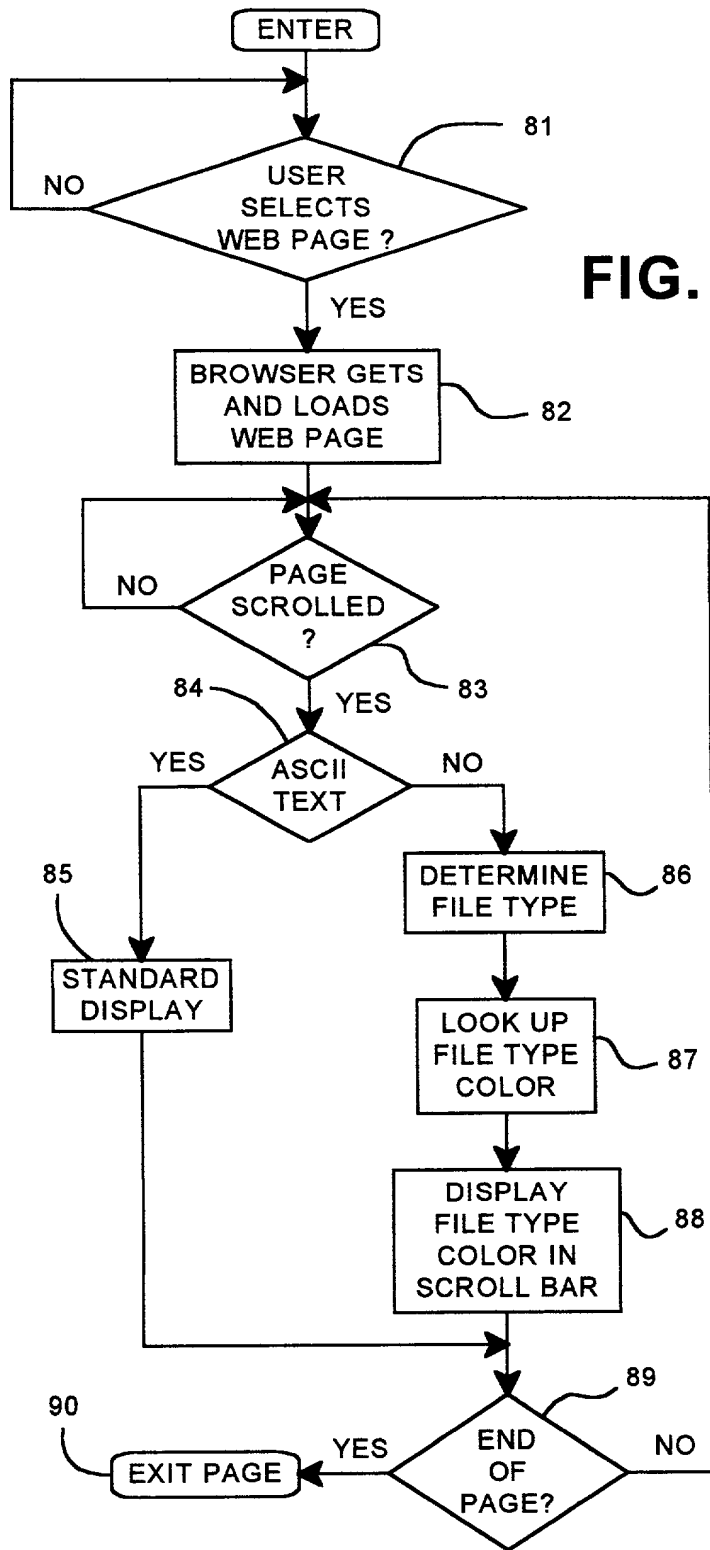 ENTER
81
NO
USER
SELECTS
WEB PAGE ?
FIG.
YES
BROWSER GETS
AND LOADS
WEB PAGE
82
NO
PAGE
SCROLLED
?
83
84
YES
YES
ASCII
TEXT
NO
85
DETERMINE
FILE TYPE
86
STANDARD
DISPLAY
LOOK UP
FILE TYPE
COLOR
87
DISPLAY
FILE TYPE
COLOR IN
SCROLL BAR
88
89
90
YES
END
OF
PAGE?
NO
EXIT PAGE